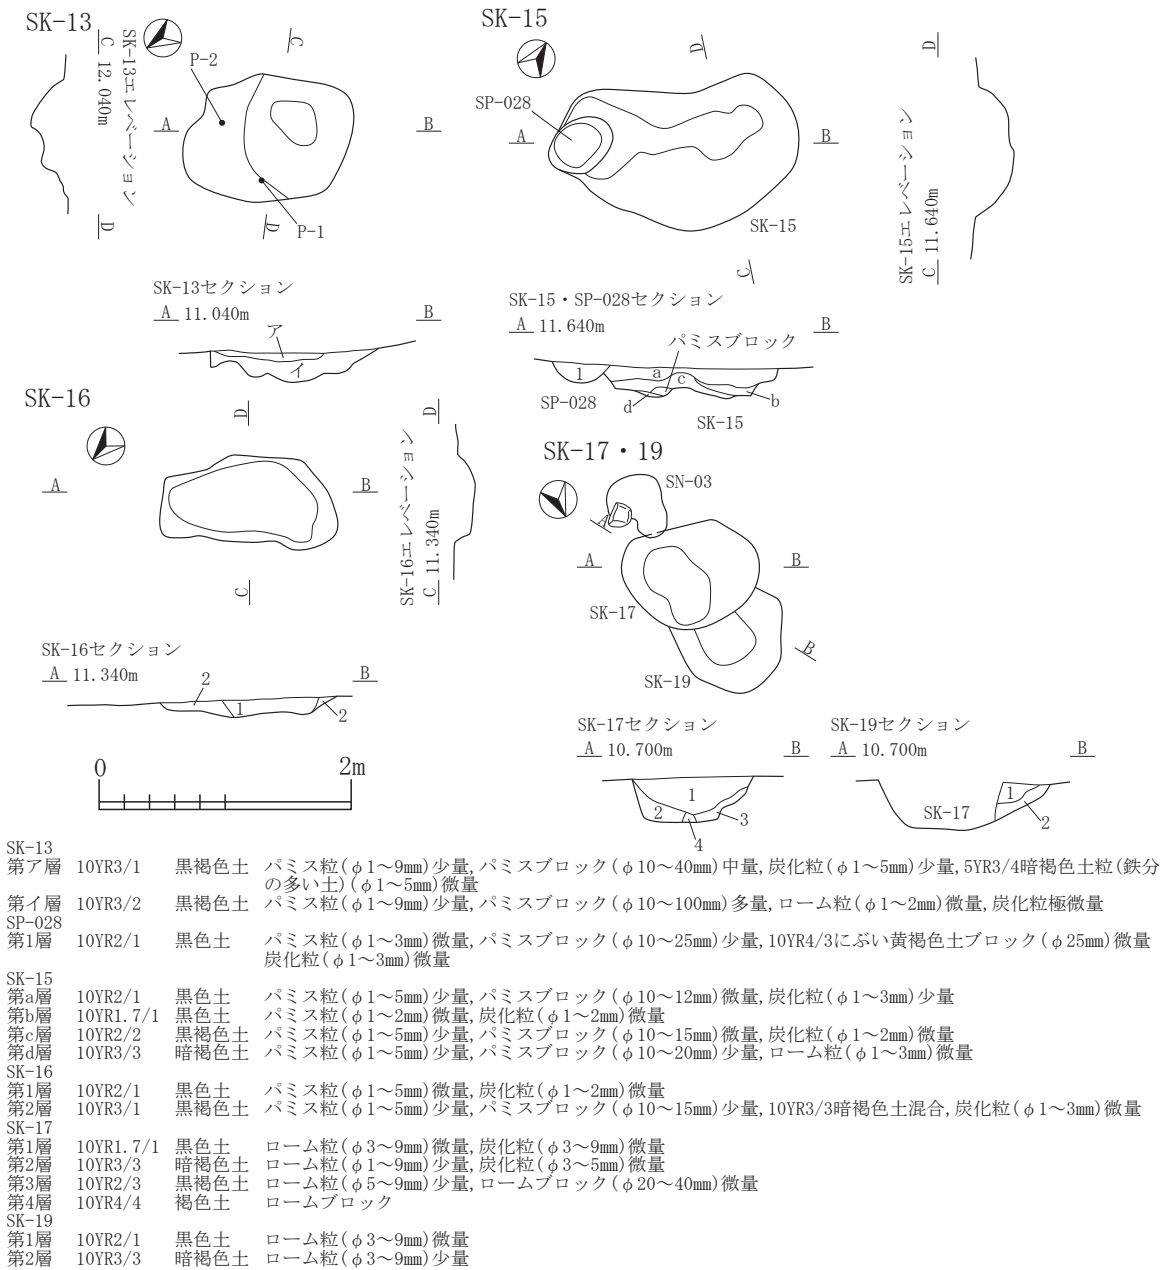 SK-13
C 12.040m
SK-13エレベーション
D
P-2
C
A
B
D
P-1
SK-13セクション
A 11.040m
B
ア
イ
SK-15
D
SP-028
A
B
SK-15
C
D
SK-15エレベーション
C 11.640m
SK-15・SP-028セクション
A 11.640m
B
パミスブロック
1
a
c
SP-028
d
b
SK-15
SK-16
D
A
B
C
D
SK-16エレベーション
C 11.340m
SK-16セクション
A 11.340m
B
2
1
2
0
2m
SK-17・19
SN-03
A
A
B
SK-17
B
SK-19
SK-17セクション
A 10.700m
B
1
2
3
4
SK-19セクション
A 10.700m
B
1
SK-17
2
SK-13
第ア層 10YR3/1 黒褐色土 パミス粒(φ1〜9㎜)少量,パミスブロック(φ10〜40㎜)中量,炭化粒(φ1〜5㎜)少量,5YR3/4暗褐色土粒(鉄分
の多い土)(φ1〜5㎜)微量
第イ層 10YR3/2 黒褐色土 パミス粒(φ1〜9㎜)少量,パミスブロック(φ10〜100㎜)多量,ローム粒(φ1〜2㎜)微量,炭化粒極微量
SP-028
第1層 10YR2/1 黒色土 パミス粒(φ1〜3㎜)微量,パミスブロック(φ10〜25㎜)少量,10YR4/3にぶい黄褐色土ブロック(φ25㎜)微量
炭化粒(φ1〜3㎜)微量
SK-15
第a層 10YR2/1 黒色土 パミス粒(φ1〜5㎜)少量,パミスブロック(φ10〜12㎜)微量,炭化粒(φ1〜3㎜)少量
第b層 10YR1.7/1 黒色土 パミス粒(φ1〜2㎜)微量,炭化粒(φ1〜2㎜)微量
第c層 10YR2/2 黒褐色土 パミス粒(φ1〜5㎜)少量,パミスブロック(φ10〜15㎜)微量,炭化粒(φ1〜2㎜)微量
第d層 10YR3/3 暗褐色土 パミス粒(φ1〜5㎜)少量,パミスブロック(φ10〜20㎜)少量,ローム粒(φ1〜3㎜)微量
SK-16
第1層 10YR2/1 黒色土 パミス粒(φ1〜5㎜)微量,炭化粒(φ1〜2㎜)微量
第2層 10YR3/1 黒褐色土 パミス粒(φ1〜5㎜)少量,パミスブロック(φ10〜15㎜)少量,10YR3/3暗褐色土混合,炭化粒(φ1〜3㎜)微量
SK-17
第1層 10YR1.7/1 黒色土 ローム粒(φ3〜9㎜)微量,炭化粒(φ3〜9㎜)微量
第2層 10YR3/3 暗褐色土 ローム粒(φ1〜9㎜)少量,炭化粒(φ3〜5㎜)微量
第3層 10YR2/3 黒褐色土 ローム粒(φ5〜9㎜)少量,ロームブロック(φ20〜40㎜)微量
第4層 10YR4/4 褐色土 ロームブロック
SK-19
第1層 10YR2/1 黒色土 ローム粒(φ3〜9㎜)微量
第2層 10YR3/3 暗褐色土 ローム粒(φ3〜9㎜)少量